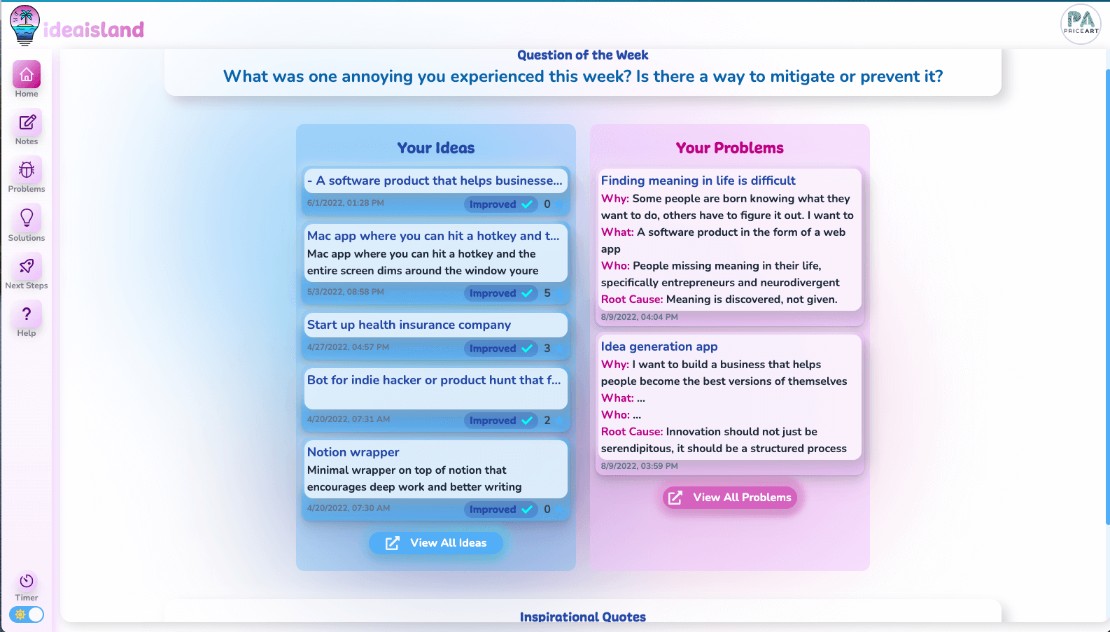 ideaisland
PA
PRICEART
Home
Notes
Problems
Solutions
Next Steps
?
Help
Timer
Question of the Week
What was one annoying you experienced this week? Is there a way to mitigate or prevent it?
Your Ideas
- A software product that helps businesse...
6/1/2022, 01:28 PM Improved 0
Mac app where you can hit a hotkey and t...
Mac app where you can hit a hotkey and the
entire screen dims around the window youre
5/3/2022, 08:58 PM Improved 5
Start up health insurance company
4/27/2022, 04:57 PM Improved 3
Bot for indie hacker or product hunt that f...
4/20/2022, 07:31 AM Improved 2
Notion wrapper
Minimal wrapper on top of notion that
encourages deep work and better writing
4/20/2022, 07:30 AM Improved 0
View All Ideas
Your Problems
Finding meaning in life is difficult
Why: Some people are born knowing what they
want to do, others have to figure it out. I want to
What: A software product in the form of a web
app
Who: People missing meaning in their life,
specifically entrepreneurs and neurodivergent
Root Cause: Meaning is discovered, not given.
8/9/2022, 04:04 PM
Idea generation app
Why: I want to build a business that helps
people become the best versions of themselves
What: ...
Who: ...
Root Cause: Innovation should not just be
serendipitous, it should be a structured process
8/9/2022, 03:59 PM
View All Problems
Inspirational Quotes